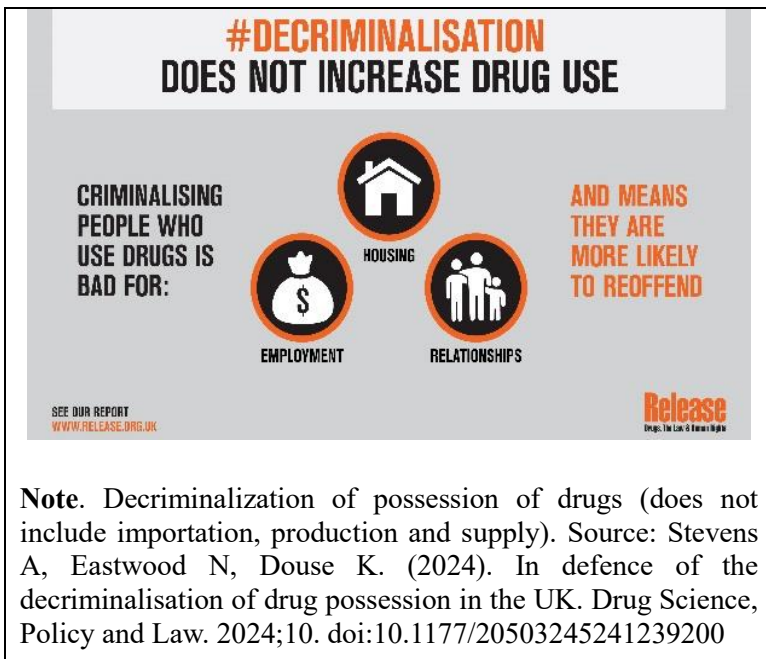 #DECRIMINALISATION
DOES NOT INCREASE DRUG USE
CRIMINALISING
PEOPLE WHO
USE DRUGS IS
BAD FOR:
HOUSING
$
EMPLOYMENT
RELATIONSHIPS
AND MEANS
THEY ARE
MORE LIKELY
TO REOFFEND
SEE OUR REPORT
WWW.RELEASE.ORG.UK
Release
Drugs, The Law & Human Rights
Note. Decriminalization of possession of drugs (does not
include importation, production and supply). Source: Stevens
A, Eastwood N, Douse K. (2024). In defence of the
decriminalisation of drug possession in the UK. Drug Science,
Policy and Law. 2024;10. doi:10.1177/20503245241239200